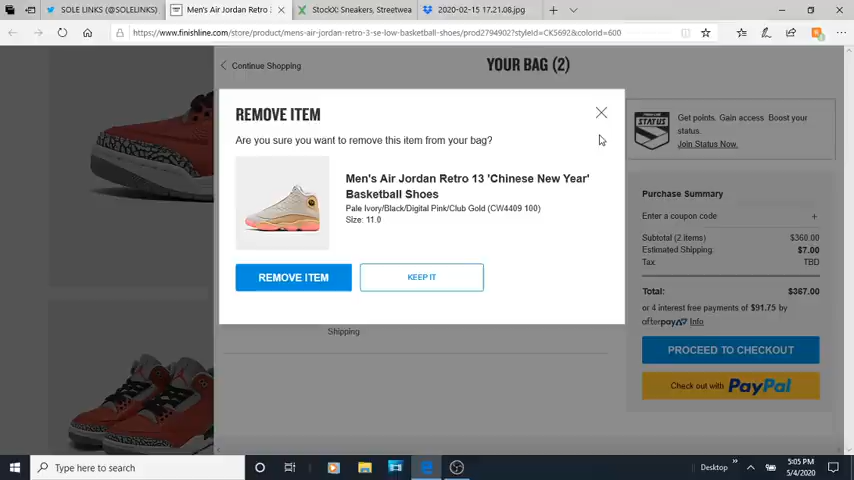 SOLE LINKS (@SOLELINKS)
Men's Air Jordan Retro 3
StockX: Sneakers, Streetwea
2020-02-15 17.21.08.jpg
https://www.finishline.com/store/product/mens-air-jordan-retro-3-se-low-basketball-shoes/prod2794902?styleId=CK5692&colorId=600
Continue Shopping
YOUR BAG (2)
REMOVE ITEM
Are you sure you want to remove this item from your bag?
Men's Air Jordan Retro 13 'Chinese New Year'
Basketball Shoes
Pale Ivory/Black/Digital Pink/Club Gold (CW4409 100)
Size: 11.0
REMOVE ITEM
KEEP IT
Shipping
STATUS
Get points. Gain access. Boost your
status.
Join Status Now.
Purchase Summary
Enter a coupon code +
Subtotal (2 items) $360.00
Estimated Shipping: $7.00
Tax: TBD
Total: $367.00
or 4 interest free payments of $91.75 by
afterpay Info
PROCEED TO CHECKOUT
Check out with PayPal
Type here to search
Desktop
5:05 PM
5/4/2020